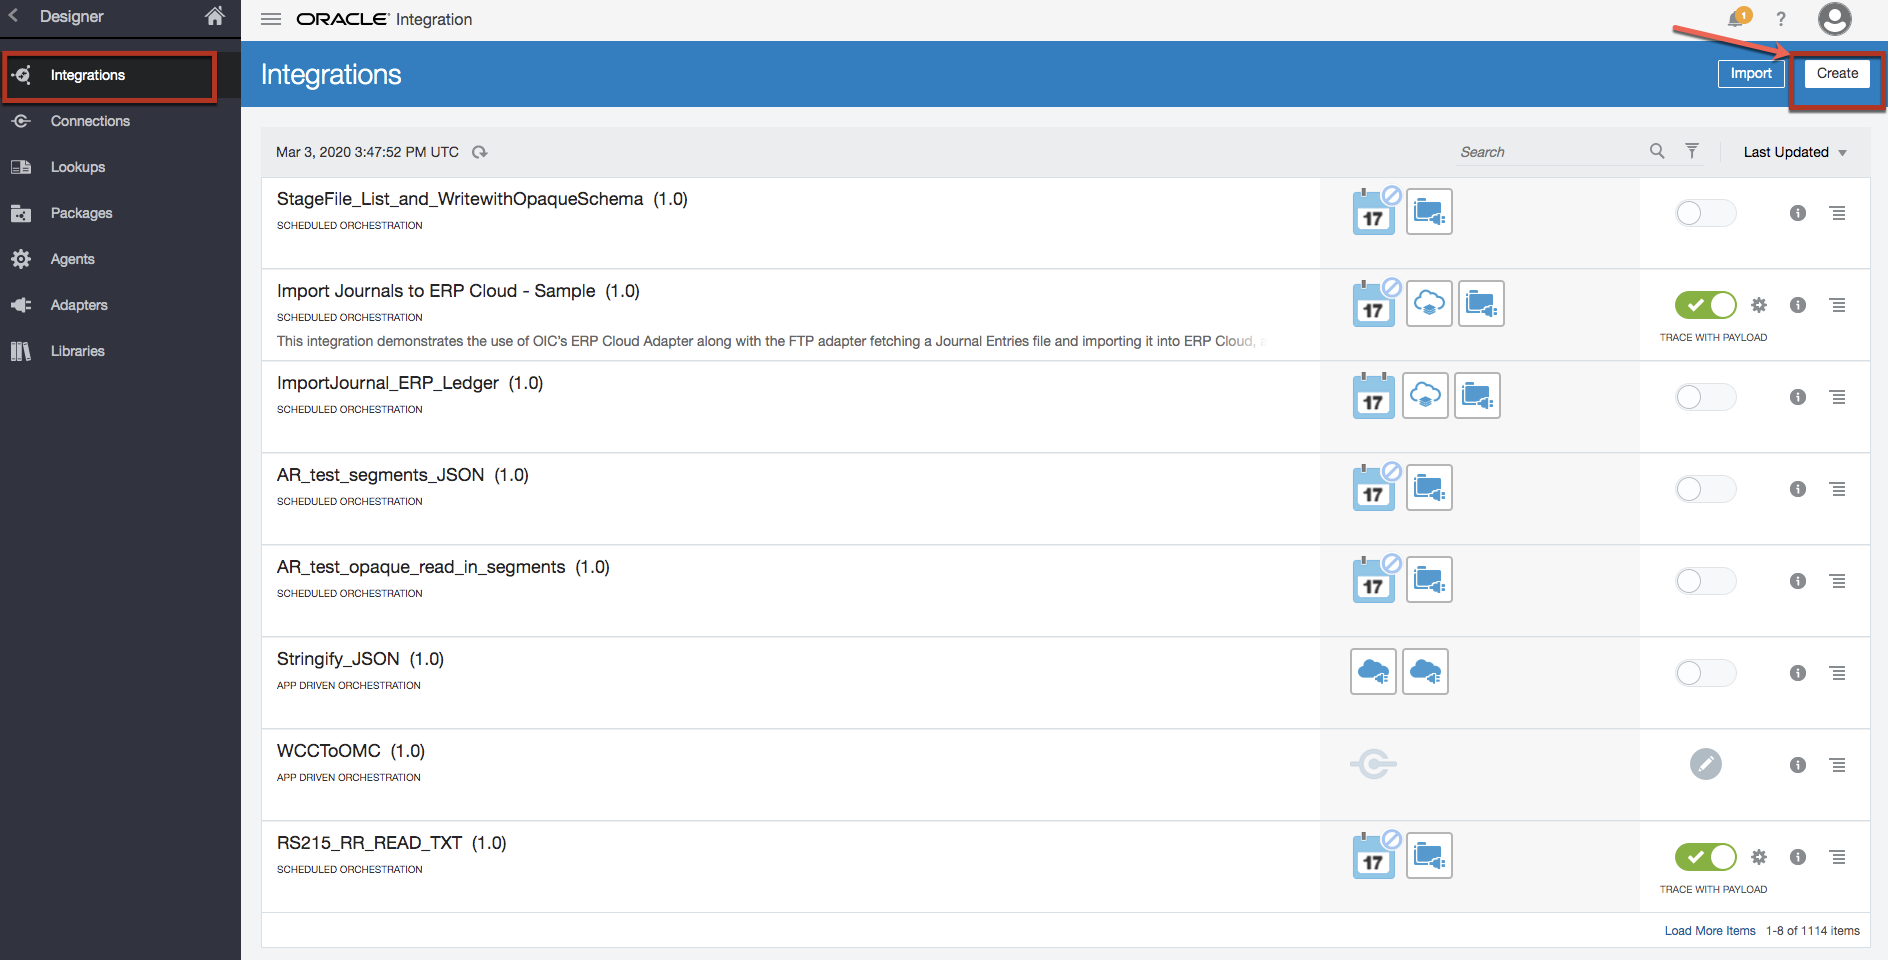 Designer
Integrations
Connections
Lookups
Packages
Agents
Adapters
Libraries
ORACLE Integration
1
?
Integrations
Import
Create
Mar 3, 2020 3:47:52 PM UTC
Search
Last Updated
StageFile_List_and_WritewithOpaqueSchema (1.0)
SCHEDULED ORCHESTRATION
17
Import Journals to ERP Cloud - Sample (1.0)
SCHEDULED ORCHESTRATION
This integration demonstrates the use of OIC's ERP Cloud Adapter along with the FTP adapter fetching a Journal Entries file and importing it into ERP Cloud, a
17
TRACE WITH PAYLOAD
ImportJournal_ERP_Ledger (1.0)
SCHEDULED ORCHESTRATION
17
AR_test_segments_JSON (1.0)
SCHEDULED ORCHESTRATION
17
AR_test_opaque_read_in_segments (1.0)
SCHEDULED ORCHESTRATION
17
Stringify_JSON (1.0)
APP DRIVEN ORCHESTRATION
WCCToOMC (1.0)
APP DRIVEN ORCHESTRATION
RS215_RR_READ_TXT (1.0)
SCHEDULED ORCHESTRATION
17
TRACE WITH PAYLOAD
Load More Items 1-8 of 1114 items